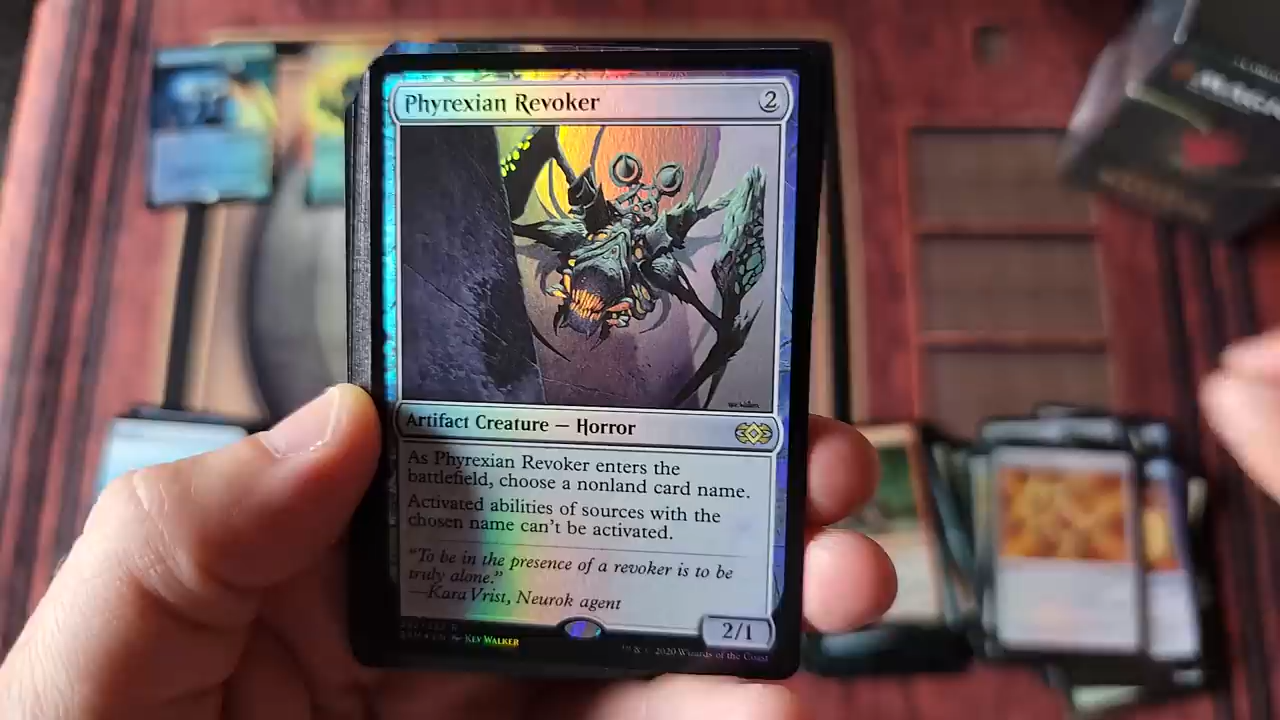 Phyrexian Revoker 2
Artifact Creature — Horror
As Phyrexian Revoker enters the
battlefield, choose a nonland card name.
Activated abilities of sources with the
chosen name can't be activated.
"To be in the presence of a revoker is to be
truly alone."
—Kara Vrist, Neurok agent
2/1
Kev Walker
2020 Wizards of the Coast